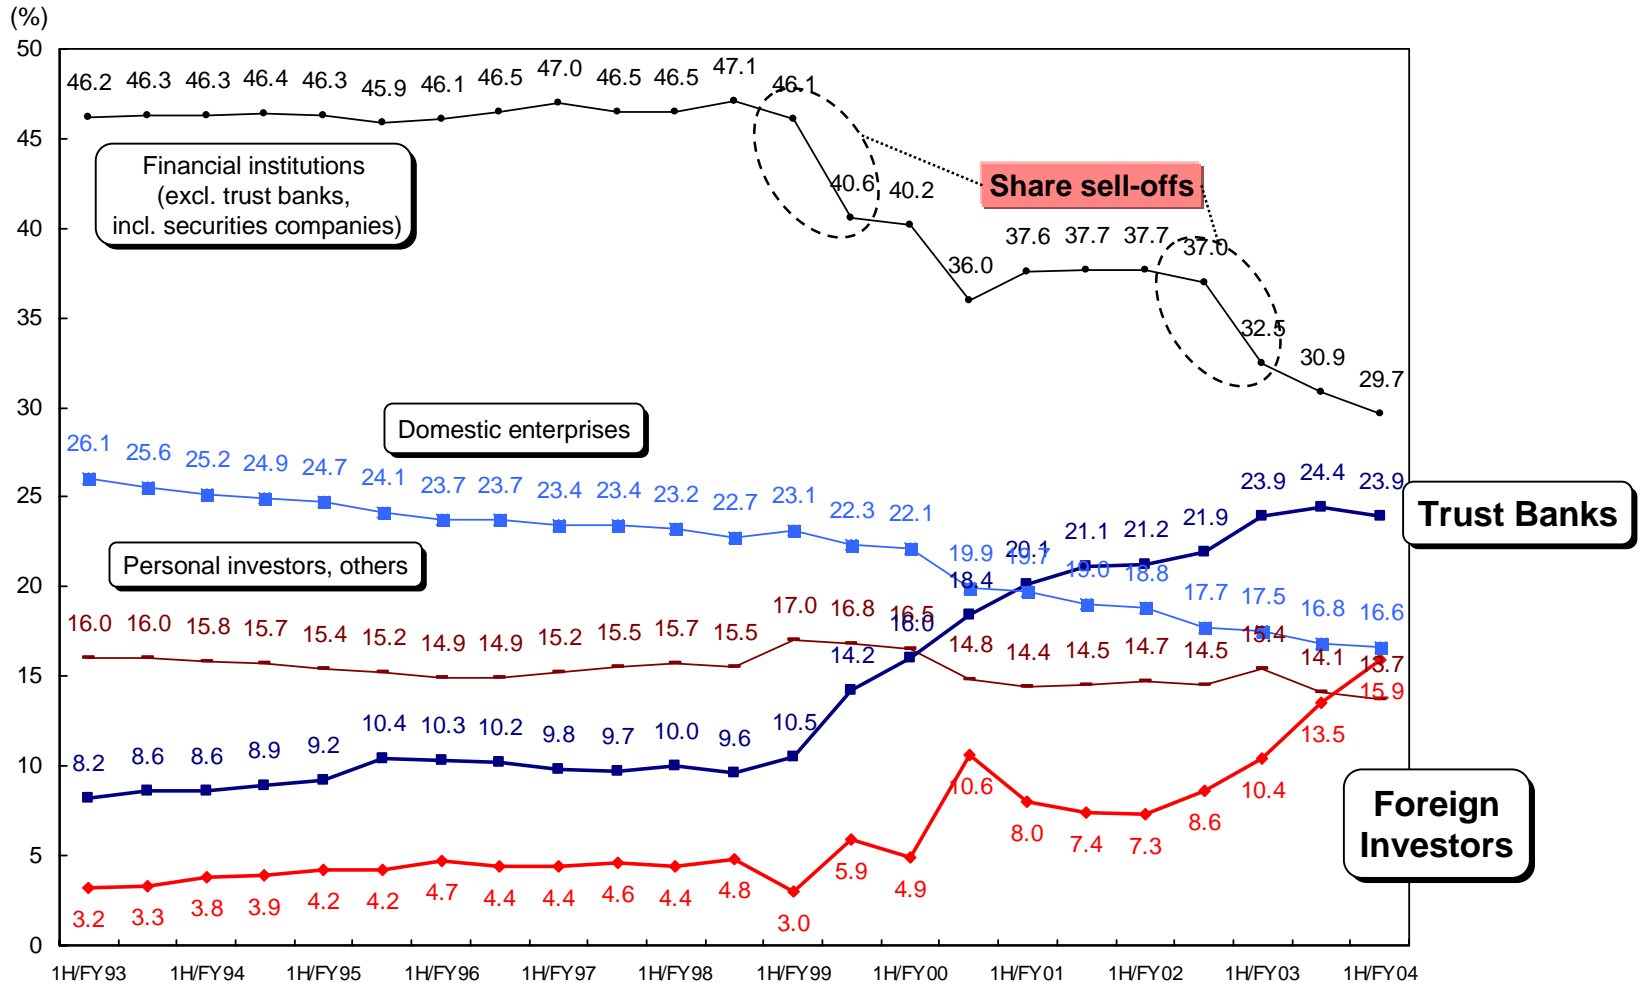 (%)
50
45
40
35
30
25
20
15
10
5
0
46.2 46.3 46.3 46.4 46.3 45.9 46.1 46.5 47.0 46.5 46.5 47.1 46.1 40.6 40.2 36.0 37.6 37.7 37.7 37.0 32.5 30.9 29.7
Financial institutions
(excl. trust banks,
incl. securities companies)
Share sell-offs
Domestic enterprises
26.1 25.6 25.2 24.9 24.7 24.1 23.7 23.7 23.4 23.4 23.2 22.7 23.1 22.3 22.1 19.9 19.7 19.0 18.8 17.7 17.5 16.8 16.6
Personal investors, others
16.0 16.0 15.8 15.7 15.4 15.2 14.9 14.9 15.2 15.5 15.7 15.5 17.0 16.8 16.5 14.8 14.4 14.5 14.7 14.5 15.4 14.1 13.7
Trust Banks
8.2 8.6 8.6 8.9 9.2 10.4 10.3 10.2 9.8 9.7 10.0 9.6 10.5 14.2 16.0 18.4 20.1 21.1 21.2 21.9 23.9 24.4 23.9
Foreign
Investors
3.2 3.3 3.8 3.9 4.2 4.2 4.7 4.4 4.4 4.6 4.4 4.8 3.0 5.9 4.9 10.6 8.0 7.4 7.3 8.6 10.4 13.5 15.9
1H/FY93 1H/FY94 1H/FY95 1H/FY96 1H/FY97 1H/FY98 1H/FY99 1H/FY00 1H/FY01 1H/FY02 1H/FY03 1H/FY04